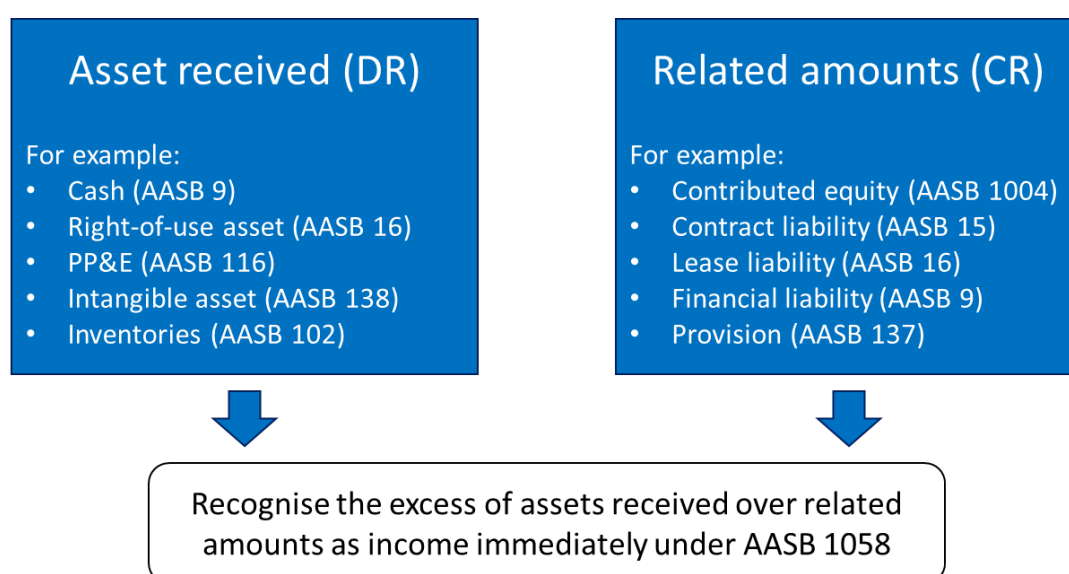 Asset received (DR)
For example:
• Cash (AASB 9)
• Right-of-use asset (AASB 16)
• PP&E (AASB 116)
• Intangible asset (AASB 138)
• Inventories (AASB 102)
Related amounts (CR)
For example:
• Contributed equity (AASB 1004)
• Contract liability (AASB 15)
• Lease liability (AASB 16)
• Financial liability (AASB 9)
• Provision (AASB 137)
Recognise the excess of assets received over related
amounts as income immediately under AASB 1058